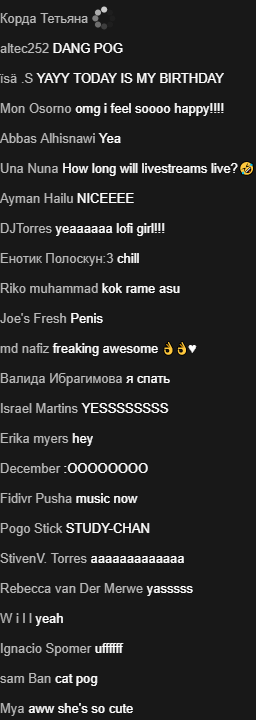 Корда Тетьяна
altec252 DANG POG
ïsä .S YAYY TODAY IS MY BIRTHDAY
Mon Osorno omg i feel soooo happy!!!!
Abbas Alhisnawi Yea
Una Nuna How long will livestreams live?🤣
Ayman Hailu NICEEEE
DJTorres yeaaaaaa lofi girl!!!
Енотик Полоскун:3 chill
Riko muhammad kok rame asu
Joe's Fresh Penis
md nafiz freaking awesome 👌👌♥
Валида Ибрагимова я спать
Israel Martins YESSSSSSSS
Erika myers hey
December :OOOOOOOO
Fidivr Pusha music now
Pogo Stick STUDY-CHAN
StivenV. Torres aaaaaaaaaaaaa
Rebecca van Der Merwe yasssss
W i l l yeah
Ignacio Spomer uffffff
sam Ban cat pog
Mya aww she's so cute